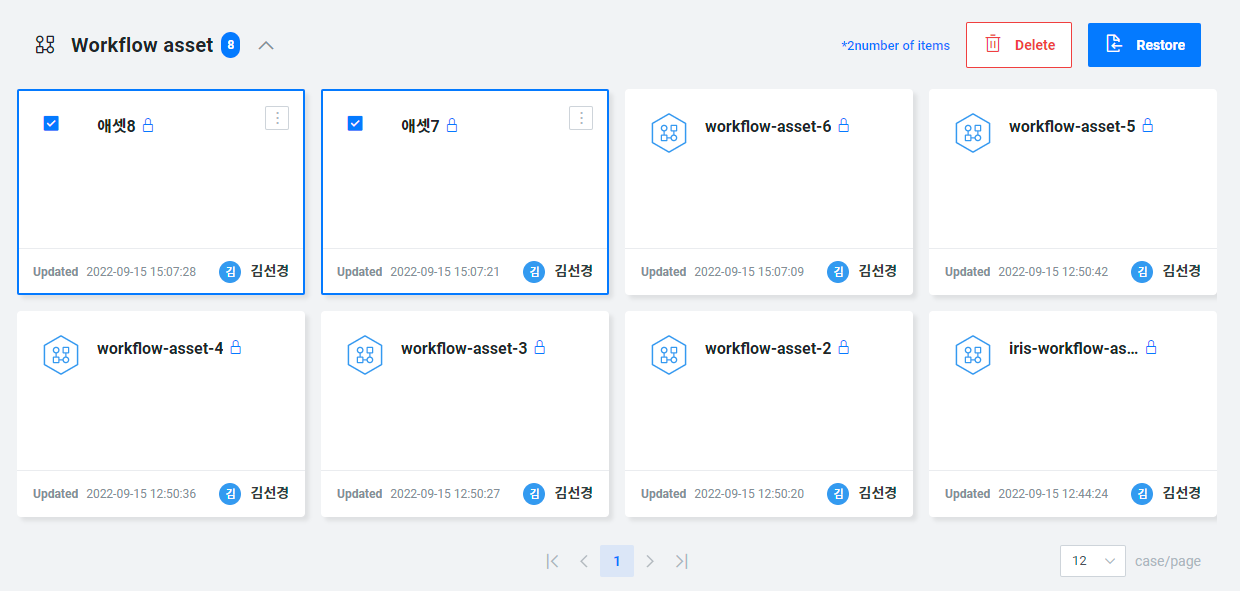 Workflow asset 8
*2number of items
Delete
Restore
애셋8
애셋7
workflow-asset-6
workflow-asset-5
Updated 2022-09-15 15:07:28 김 김선경
Updated 2022-09-15 15:07:21 김 김선경
Updated 2022-09-15 15:07:09 김 김선경
Updated 2022-09-15 12:50:42 김 김선경
workflow-asset-4
workflow-asset-3
workflow-asset-2
iris-workflow-as...
Updated 2022-09-15 12:50:36 김 김선경
Updated 2022-09-15 12:50:27 김 김선경
Updated 2022-09-15 12:50:20 김 김선경
Updated 2022-09-15 12:44:24 김 김선경
1
12
case/page